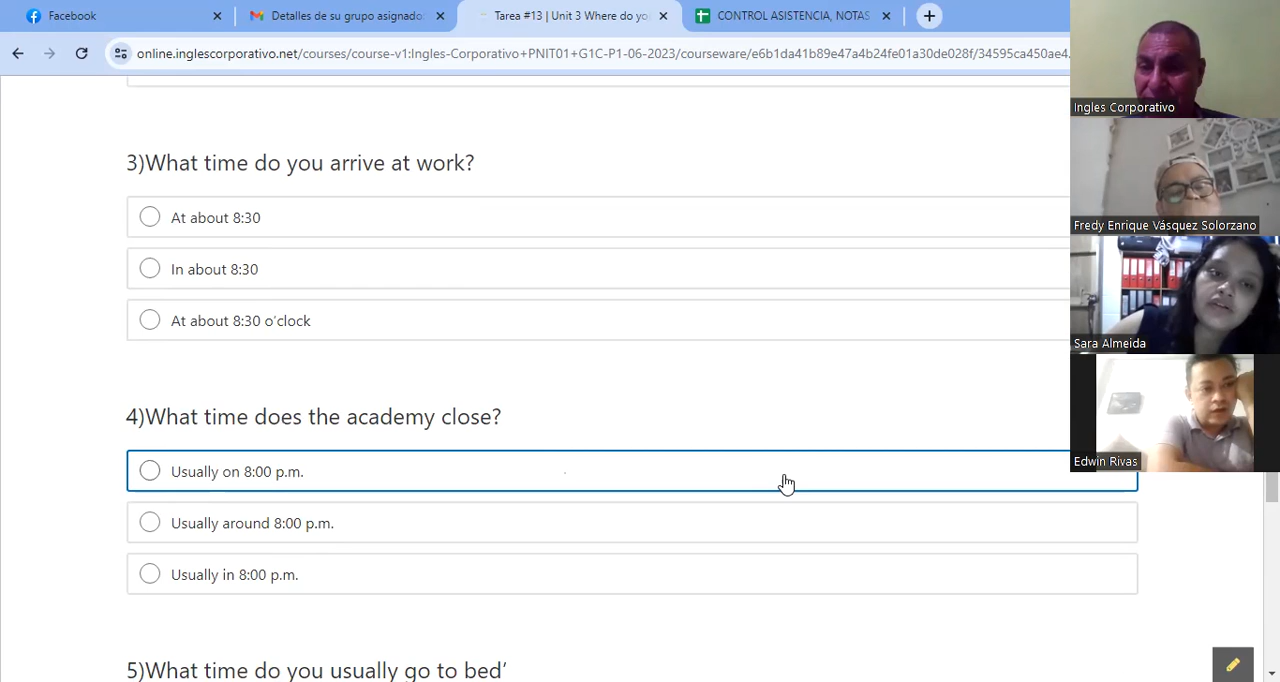 Facebook
Detalles de su grupo asignado
Tarea #13 | Unit 3 Where do yo
CONTROL ASISTENCIA, NOTAS
online.inglescorporativo.net/courses/course-v1:Ingles-Corporativo+PNIT01+G1C-P1-06-2023/courseware/e6b1da41b89e47a4b24fe01a30de028f/34595ca450ae4
3)What time do you arrive at work?
At about 8:30
In about 8:30
At about 8:30 o'clock
4)What time does the academy close?
Usually on 8:00 p.m.
Usually around 8:00 p.m.
Usually in 8:00 p.m.
5)What time do you usually go to bed'
Ingles Corporativo
Fredy Enrique Vásquez Solorzano
Sara Almeida
Edwin Rivas